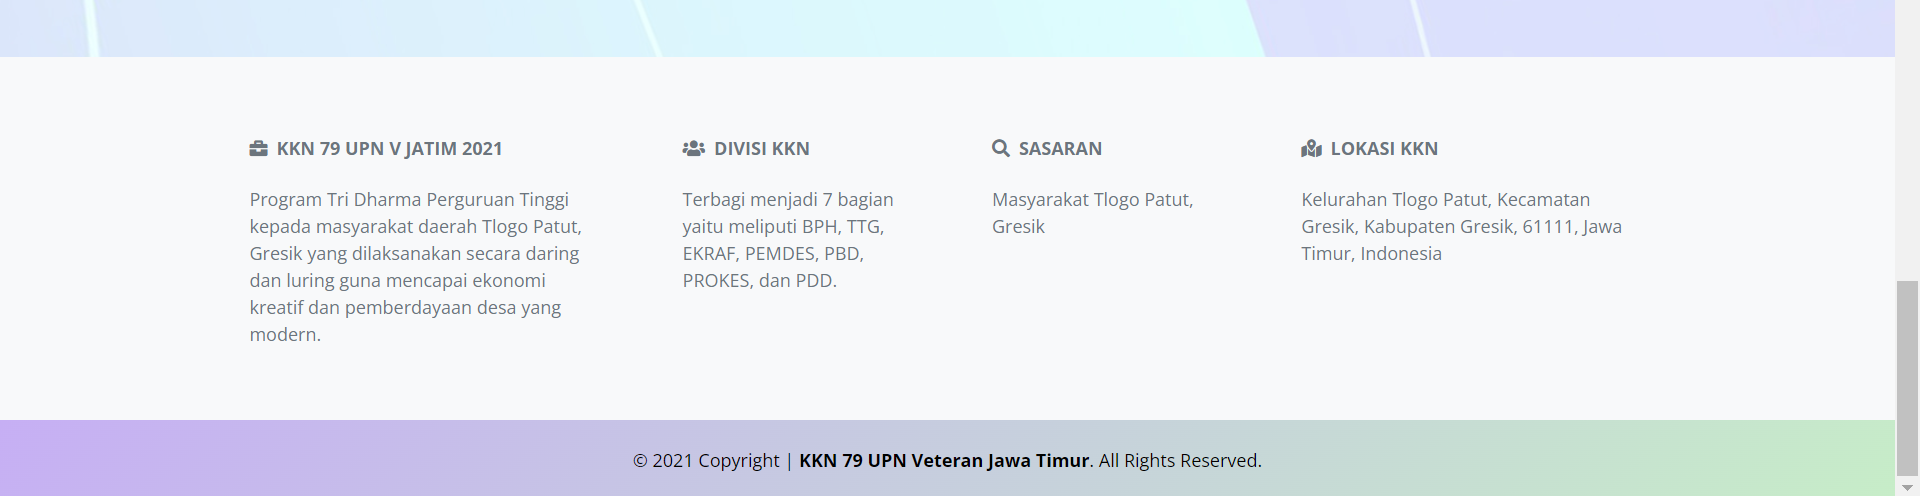 KKN 79 UPN V JATIM 2021
Program Tri Dharma Perguruan Tinggi
kepada masyarakat daerah Tlogo Patut,
Gresik yang dilaksanakan secara daring
dan luring guna mencapai ekonomi
kreatif dan pemberdayaan desa yang
modern.
DIVISI KKN
Terbagi menjadi 7 bagian
yaitu meliputi BPH, TTG,
EKRAF, PEMDES, PBD,
PROKES, dan PDD.
SASARAN
Masyarakat Tlogo Patut,
Gresik
LOKASI KKN
Kelurahan Tlogo Patut, Kecamatan
Gresik, Kabupaten Gresik, 61111, Jawa
Timur, Indonesia
© 2021 Copyright | KKN 79 UPN Veteran Jawa Timur. All Rights Reserved.